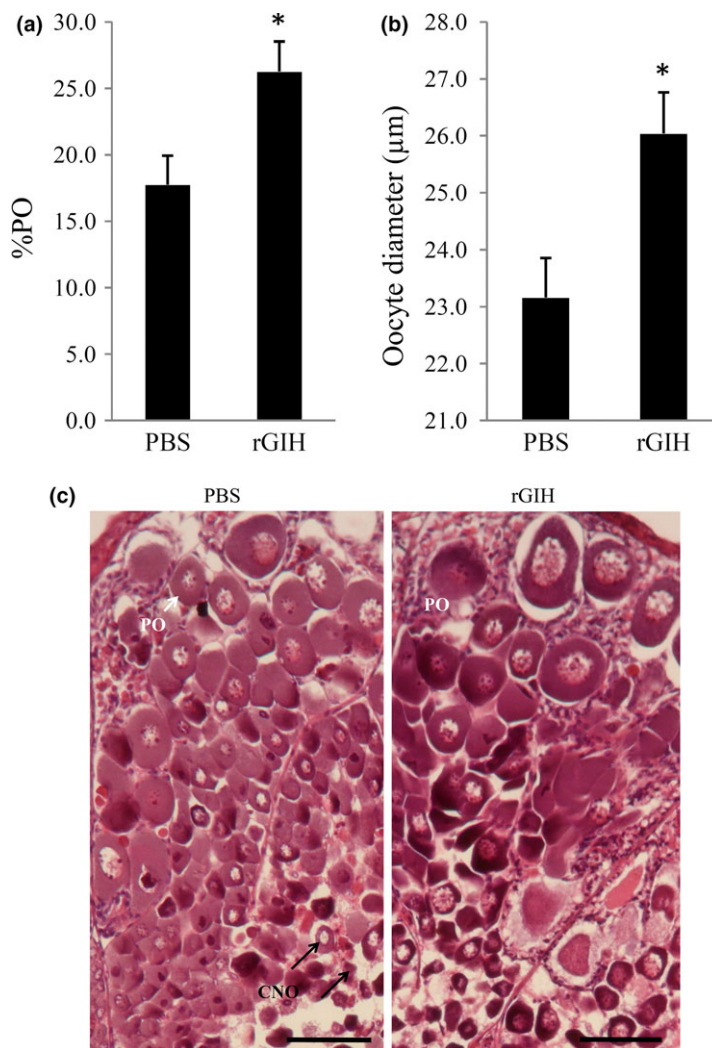 (a)
*
30.0
25.0
20.0
15.0
10.0
5.0
0.0
%PO
PBS rGIH
(b)
*
28.0
27.0
26.0
25.0
24.0
23.0
22.0
21.0
Oocyte diameter (μm)
PBS rGIH
(c)
PBS rGIH
PO
CNO
PO